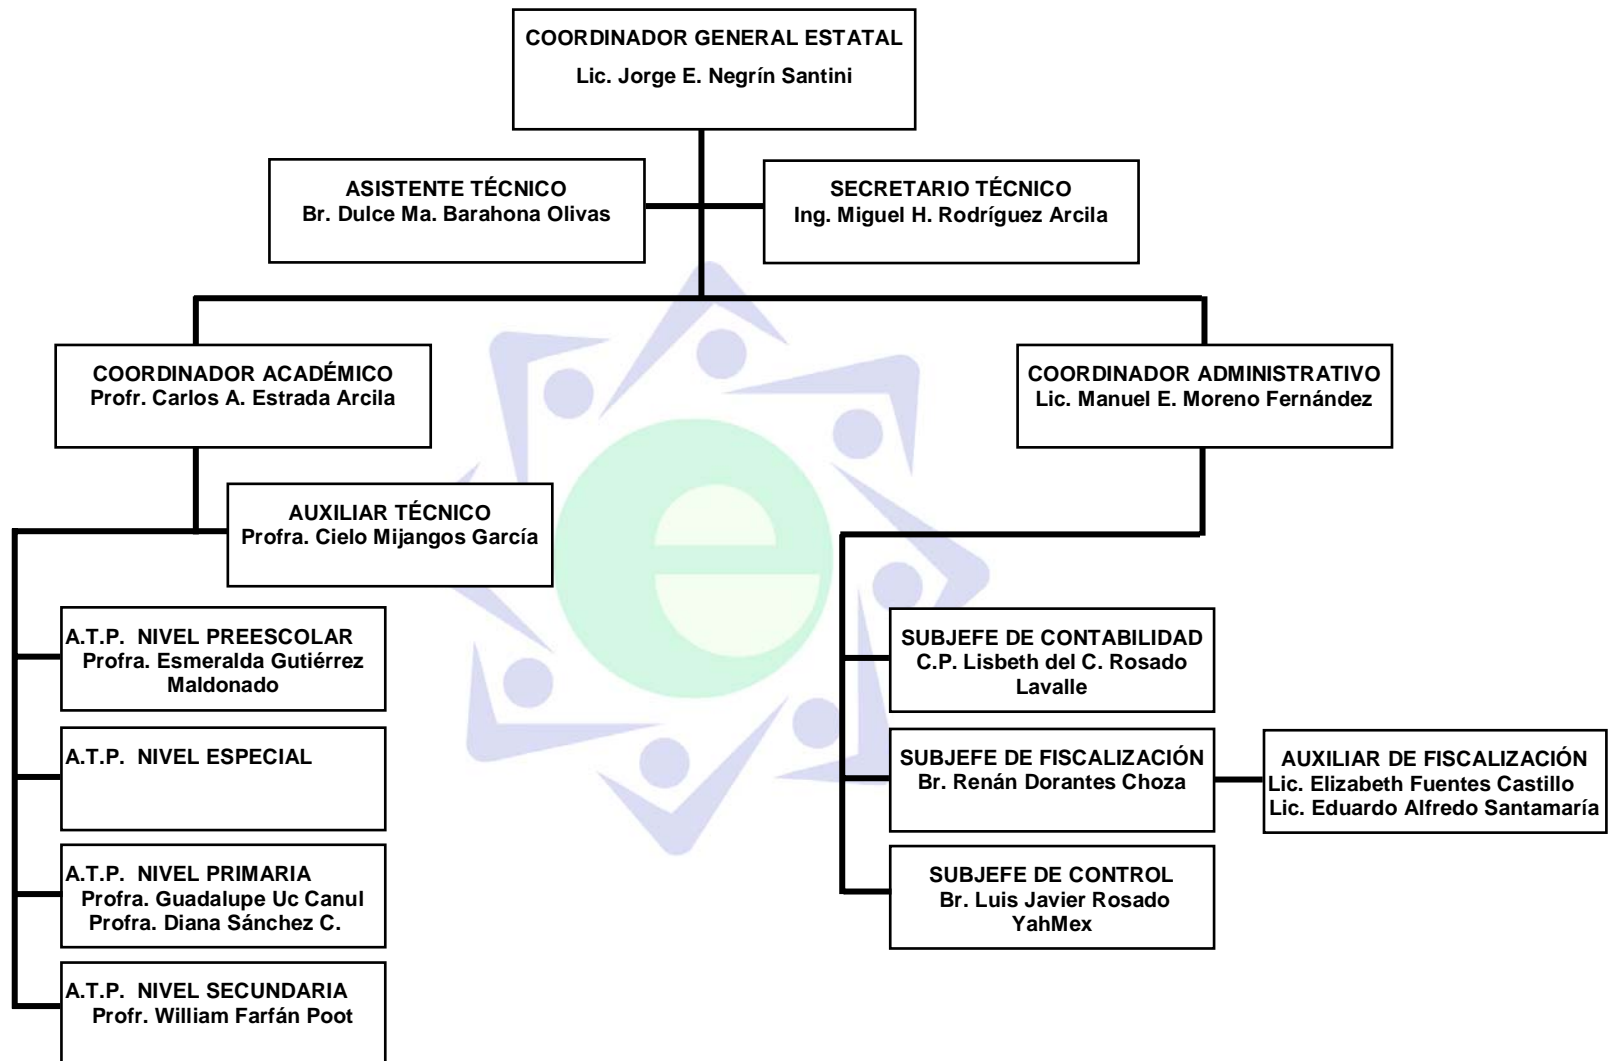 COORDINADOR GENERAL ESTATAL
Lic. Jorge E. Negrín Santini
ASISTENTE TÉCNICO
Br. Dulce Ma. Barahona Olivas
SECRETARIO TÉCNICO
Ing. Miguel H. Rodríguez Arcila
COORDINADOR ACADÉMICO
Profr. Carlos A. Estrada Arcila
COORDINADOR ADMINISTRATIVO
Lic. Manuel E. Moreno Fernández
AUXILIAR TÉCNICO
Profra. Cielo Mijangos García
A.T.P. NIVEL PREESCOLAR
Profra. Esmeralda Gutiérrez
Maldonado
A.T.P. NIVEL ESPECIAL
A.T.P. NIVEL PRIMARIA
Profra. Guadalupe Uc Canul
Profra. Diana Sánchez C.
A.T.P. NIVEL SECUNDARIA
Profr. William Farfán Poot
SUBJEFE DE CONTABILIDAD
C.P. Lisbeth del C. Rosado
Lavalle
SUBJEFE DE FISCALIZACIÓN
Br. Renán Dorantes Choza
AUXILIAR DE FISCALIZACIÓN
Lic. Elizabeth Fuentes Castillo
Lic. Eduardo Alfredo Santamaría
SUBJEFE DE CONTROL
Br. Luis Javier Rosado
YahMex
e